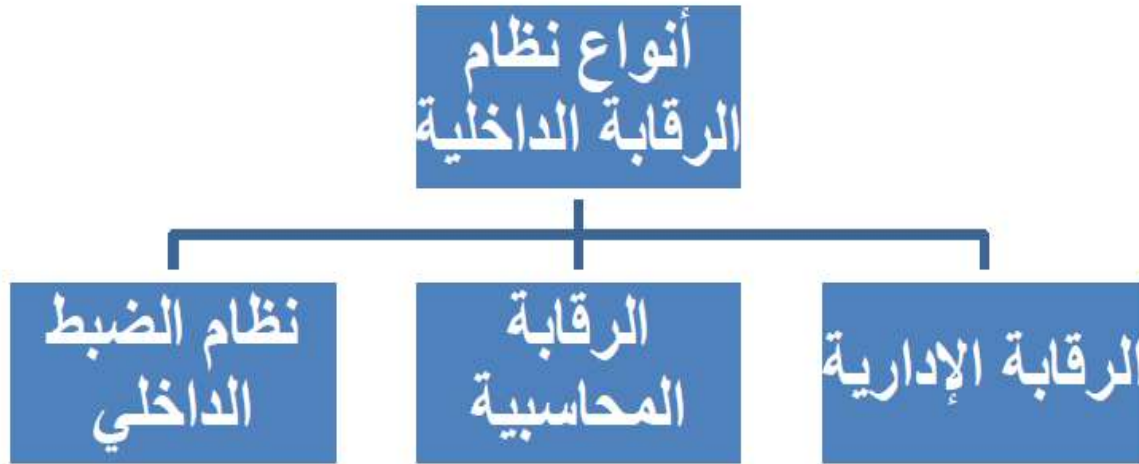 أنواع نظام
الرقابة الداخلية
الرقابة الإدارية
الرقابة
المحاسبية
نظام الضبط
الداخلي